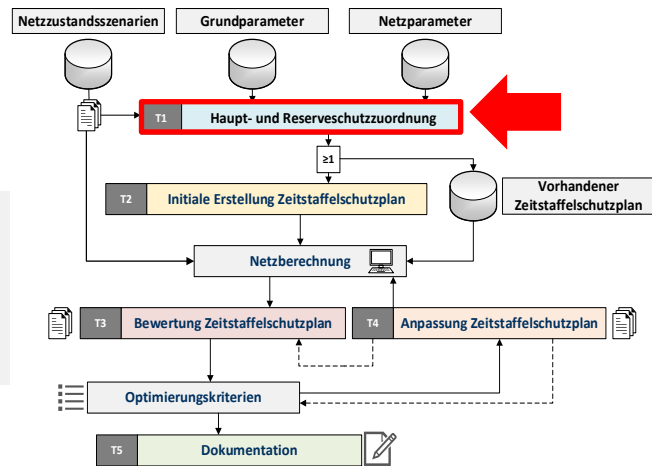 Netzzustandsszenarien
Grundparameter
Netzparameter
T1 Haupt- und Reserveschutzzuordnung
≥1
T2 Initiale Erstellung Zeitstaffelschutzplan
Vorhandener
Zeitstaffelschutzplan
Netzberechnung
T3 Bewertung Zeitstaffelschutzplan
T4 Anpassung Zeitstaffelschutzplan
Optimierungskriterien
T5 Dokumentation